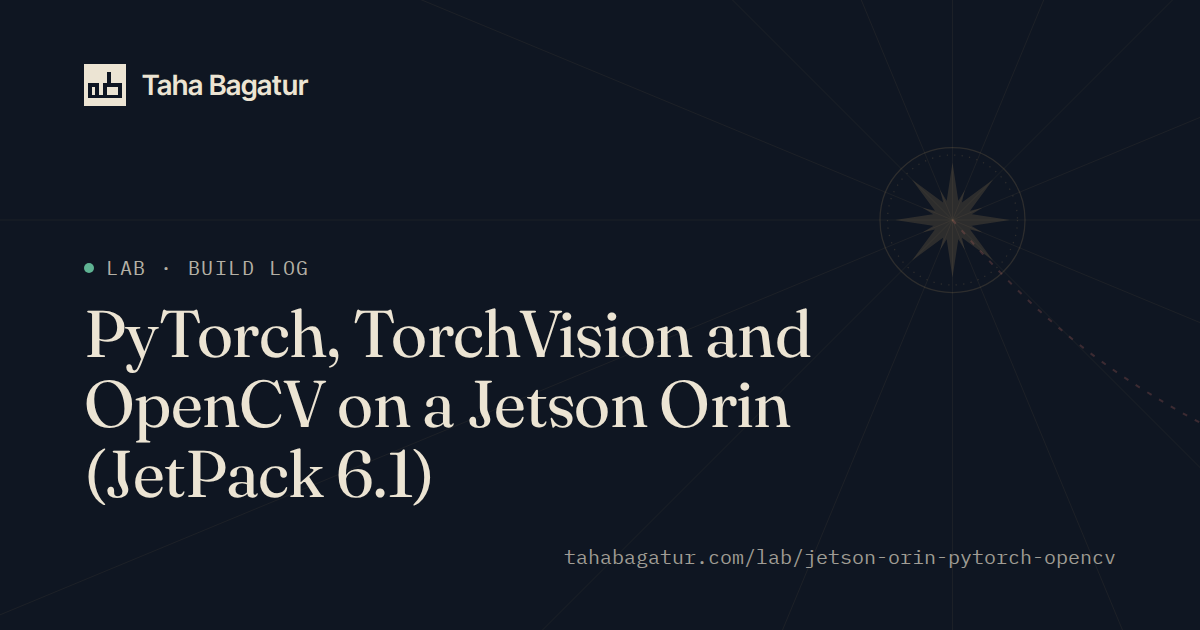 Taha Bagatur
LAB · BUILD LOG
PyTorch, TorchVision and
OpenCV on a Jetson Orin
(JetPack 6.1)
tahabagatur.com/lab/jetson-orin-pytorch-opencv